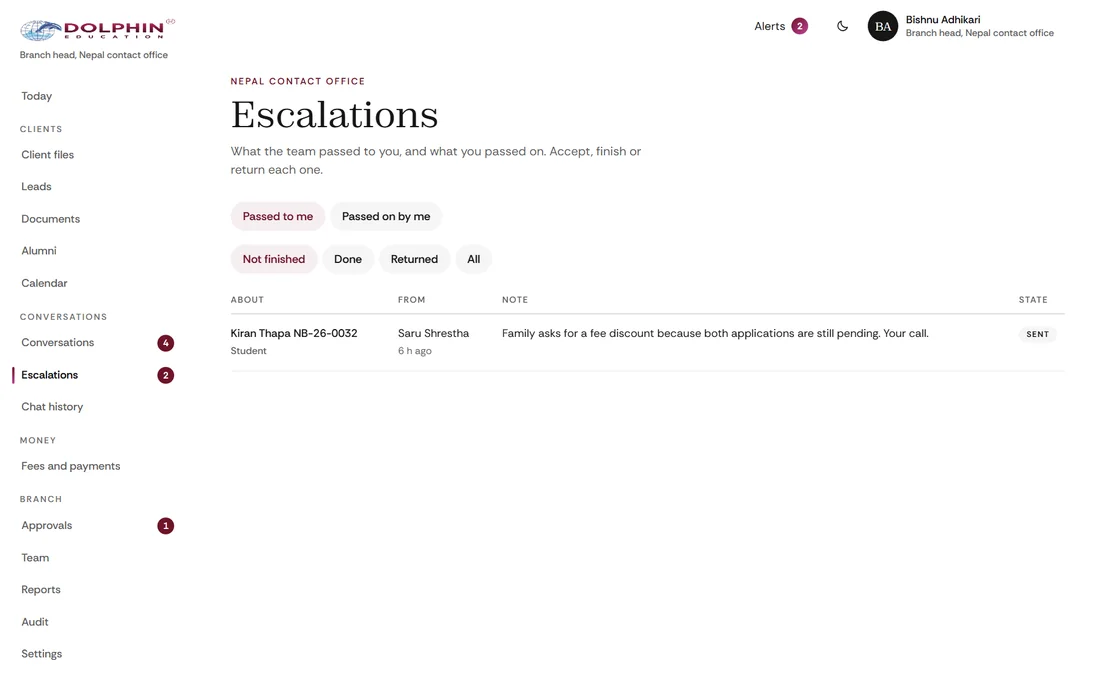 DOLPHIN
EDUCATION
Branch head, Nepal contact office
Today
CLIENTS
Client files
Leads
Documents
Alumni
Calendar
CONVERSATIONS
Conversations 4
Escalations 2
Chat history
MONEY
Fees and payments
BRANCH
Approvals 1
Team
Reports
Audit
Settings
Alerts 2
BA
Bishnu Adhikari
Branch head, Nepal contact office
NEPAL CONTACT OFFICE
Escalations
What the team passed to you, and what you passed on. Accept, finish or
return each one.
Passed to me Passed on by me
Not finished Done Returned All
ABOUT FROM NOTE STATE
Kiran Thapa NB-26-0032 Saru Shrestha Family asks for a fee discount because both applications are still pending. Your call. SENT
Student 6 h ago